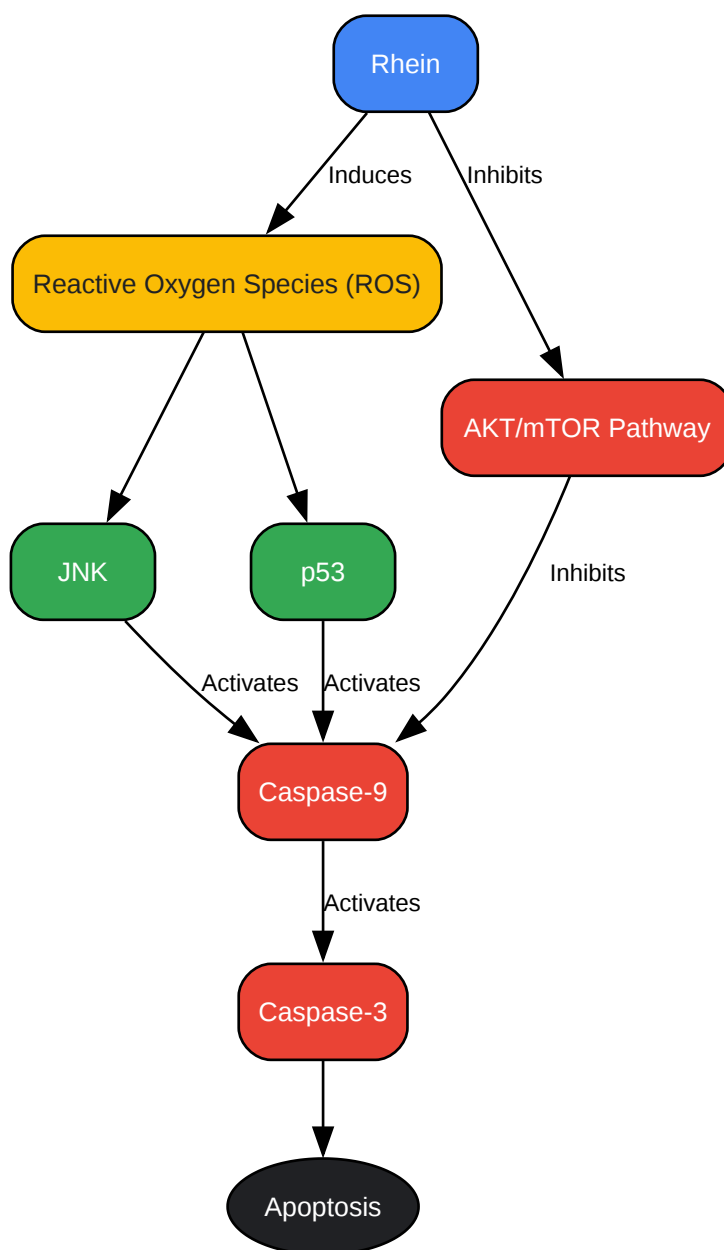 Rhein
Induces
Inhibits
Reactive Oxygen Species (ROS)
AKT/mTOR Pathway
JNK
p53
Inhibits
Activates
Activates
Caspase-9
Activates
Caspase-3
Apoptosis